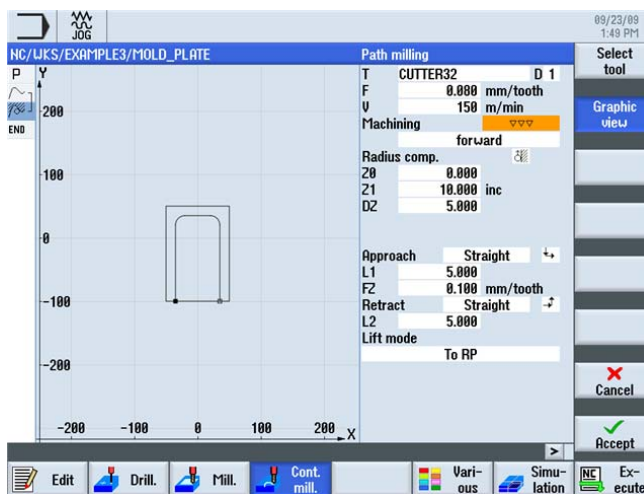 JOG
09/23/09
1:49 PM
NC/WKS/EXAMPLE3/MOLD_PLATE
Path milling
Select tool
P
END
Y
200
100
0
-100
-200
-200 -100 0 100 200 X
T CUTTER32 D 1
F 0.080 mm/tooth
V 150 m/min
Machining ▽▽▽
forward
Radius comp.
Z0 0.000
Z1 10.000 inc
DZ 5.000
Approach Straight
L1 5.000
FZ 0.100 mm/tooth
Retract Straight
L2 5.000
Lift mode
To RP
Graphic view
Cancel
Accept
>
Edit
Drill.
Mill.
Cont. mill.
Vari-ous
Simu-lation
NC Ex-ecute